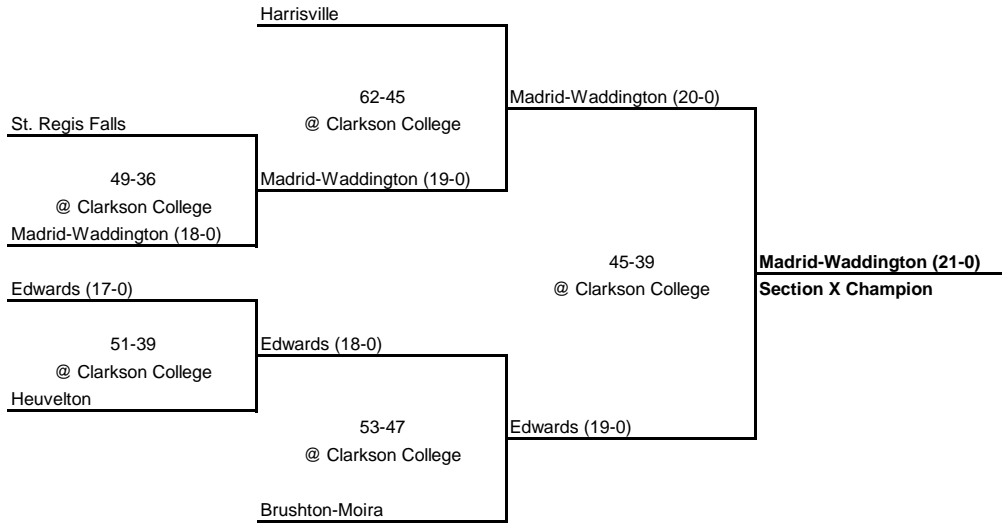 Harrisville
62-45
@ Clarkson College
Madrid-Waddington (20-0)
St. Regis Falls
49-36
@ Clarkson College
Madrid-Waddington (19-0)
Madrid-Waddington (18-0)
45-39
@ Clarkson College
Madrid-Waddington (21-0)
Section X Champion
Edwards (17-0)
51-39
@ Clarkson College
Edwards (18-0)
Heuvelton
53-47
@ Clarkson College
Edwards (19-0)
Brushton-Moira